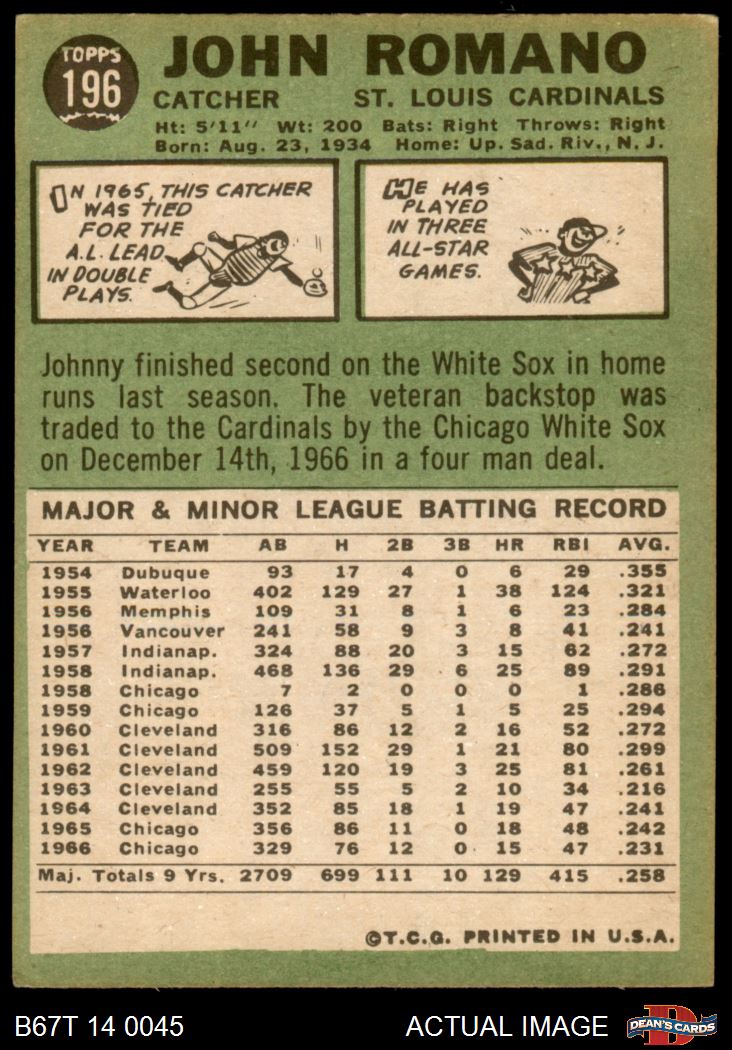 TOPPS
196
JOHN ROMANO
CATCHER ST. LOUIS CARDINALS
Ht: 5'11" Wt: 200 Bats: Right Throws: Right
Born: Aug. 23, 1934 Home: Up. Sad. Riv., N. J.
IN 1965, THIS CATCHER
WAS TIED
FOR THE
A.L. LEAD
IN DOUBLE
PLAYS.
HE HAS
PLAYED
IN THREE
ALL-STAR
GAMES.
Johnny finished second on the White Sox in home
runs last season. The veteran backstop was
traded to the Cardinals by the Chicago White Sox
on December 14th, 1966 in a four man deal.
MAJOR & MINOR LEAGUE BATTING RECORD
YEAR TEAM AB H 2B 3B HR RBI AVG.
1954 Dubuque 93 17 4 0 6 29 .355
1955 Waterloo 402 129 27 1 38 124 .321
1956 Memphis 109 31 8 1 6 23 .284
1956 Vancouver 241 58 9 3 8 41 .241
1957 Indianap. 324 88 20 3 15 62 .272
1958 Indianap. 468 136 29 6 25 89 .291
1958 Chicago 7 2 0 0 0 1 .286
1959 Chicago 126 37 5 1 5 25 .294
1960 Cleveland 316 86 12 2 16 52 .272
1961 Cleveland 509 152 29 1 21 80 .299
1962 Cleveland 459 120 19 3 25 81 .261
1963 Cleveland 255 55 5 2 10 34 .216
1964 Cleveland 352 85 18 1 19 47 .241
1965 Chicago 356 86 11 0 18 48 .242
1966 Chicago 329 76 12 0 15 47 .231
Maj. Totals 9 Yrs. 2709 699 111 10 129 415 .258
©T.C.G. PRINTED IN U.S.A.
B67T 14 0045 ACTUAL IMAGE
D
DEAN'S CARDS